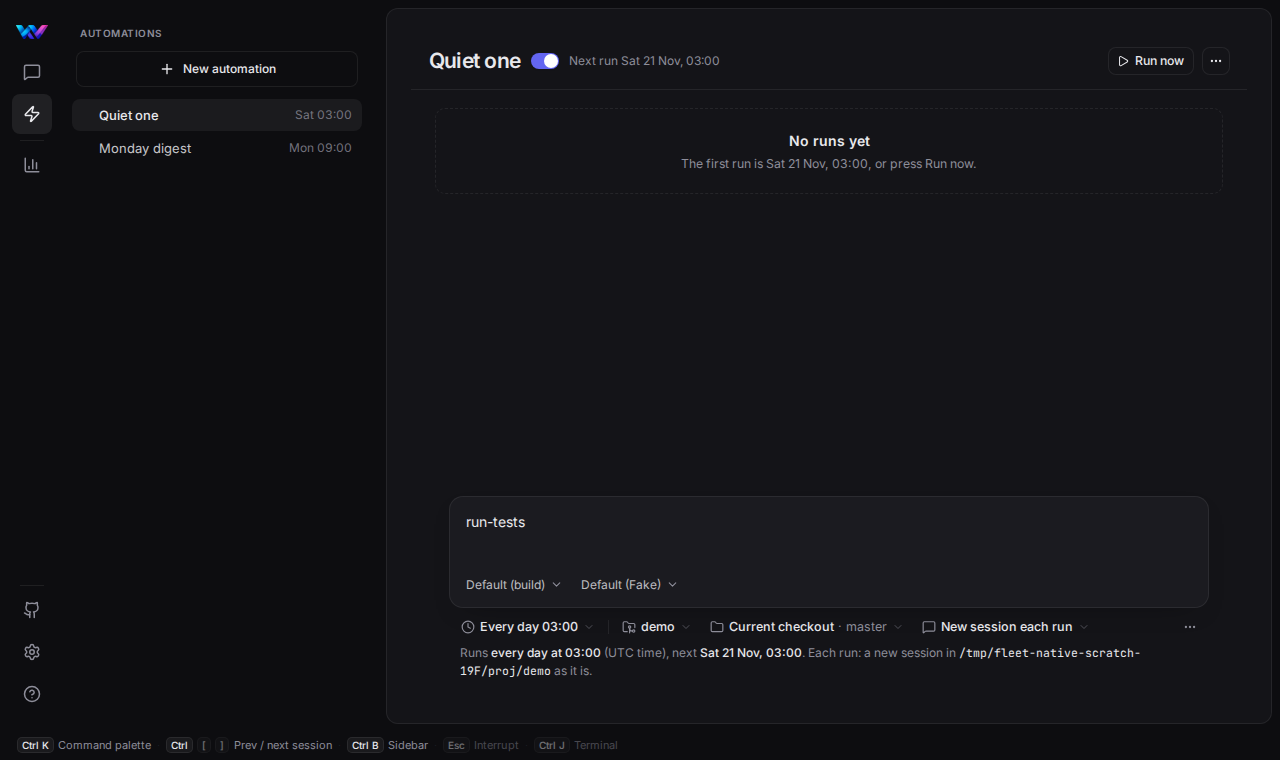 AUTOMATIONS
New automation
Quiet one Sat 03:00
Monday digest Mon 09:00
Quiet one Next run Sat 21 Nov, 03:00 Run now
No runs yet
The first run is Sat 21 Nov, 03:00, or press Run now.
run-tests
Default (build) Default (Fake)
Every day 03:00 demo Current checkout · master New session each run
Runs every day at 03:00 (UTC time), next Sat 21 Nov, 03:00. Each run: a new session in /tmp/fleet-native-scratch-
19F/proj/demo as it is.
Ctrl K Command palette Ctrl [ ] Prev / next session Ctrl B Sidebar Esc Interrupt Ctrl J Terminal